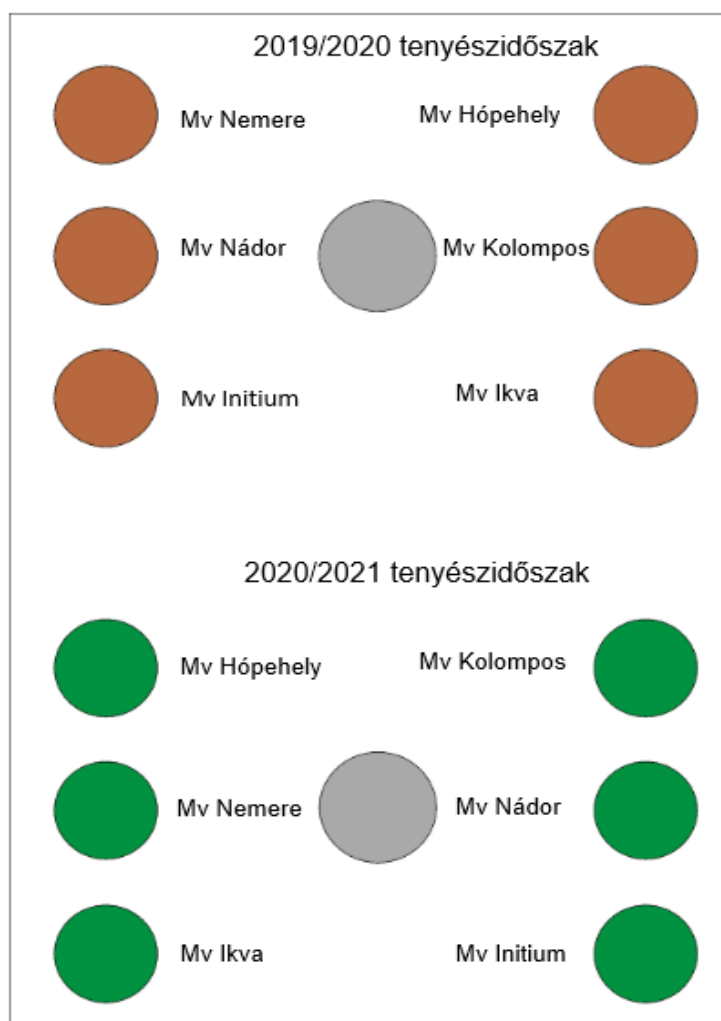 2019/2020 tenyészidőszak
Mv Nemere
Mv Hópehely
Mv Nádor
Mv Kolompos
Mv Initium
Mv Ikva
2020/2021 tenyészidőszak
Mv Hópehely
Mv Kolompos
Mv Nemere
Mv Nádor
Mv Ikva
Mv Initium